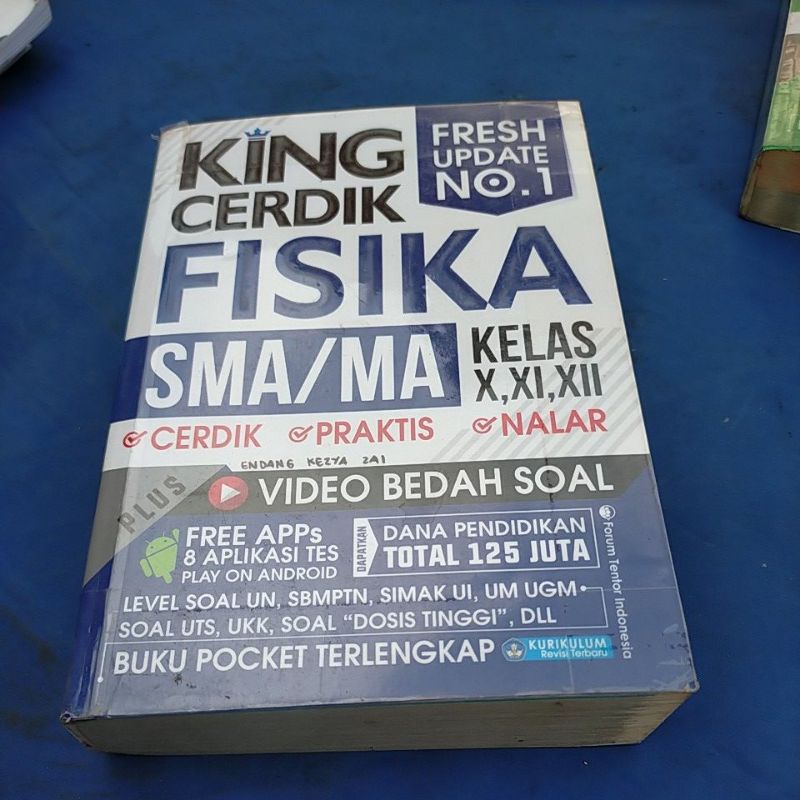 KING
CERDIK
FRESH
UPDATE
NO.1
FISIKA
SMA/MA
KELAS
X,XI,XII
CERDIK PRAKTIS NALAR
ENDANG KEZYA ZAI
PLUS
VIDEO BEDAH SOAL
FREE APPs
8 APLIKASI TES
PLAY ON ANDROID
DAPATKAN
DANA PENDIDIKAN
TOTAL 125 JUTA
Forum Tentor Indonesia
LEVEL SOAL UN, SBMPTN, SIMAK UI, UM UGM
SOAL UTS, UKK, SOAL “DOSIS TINGGI”, DLL
BUKU POCKET TERLENGKAP
KURIKULUM
Revisi Terbaru